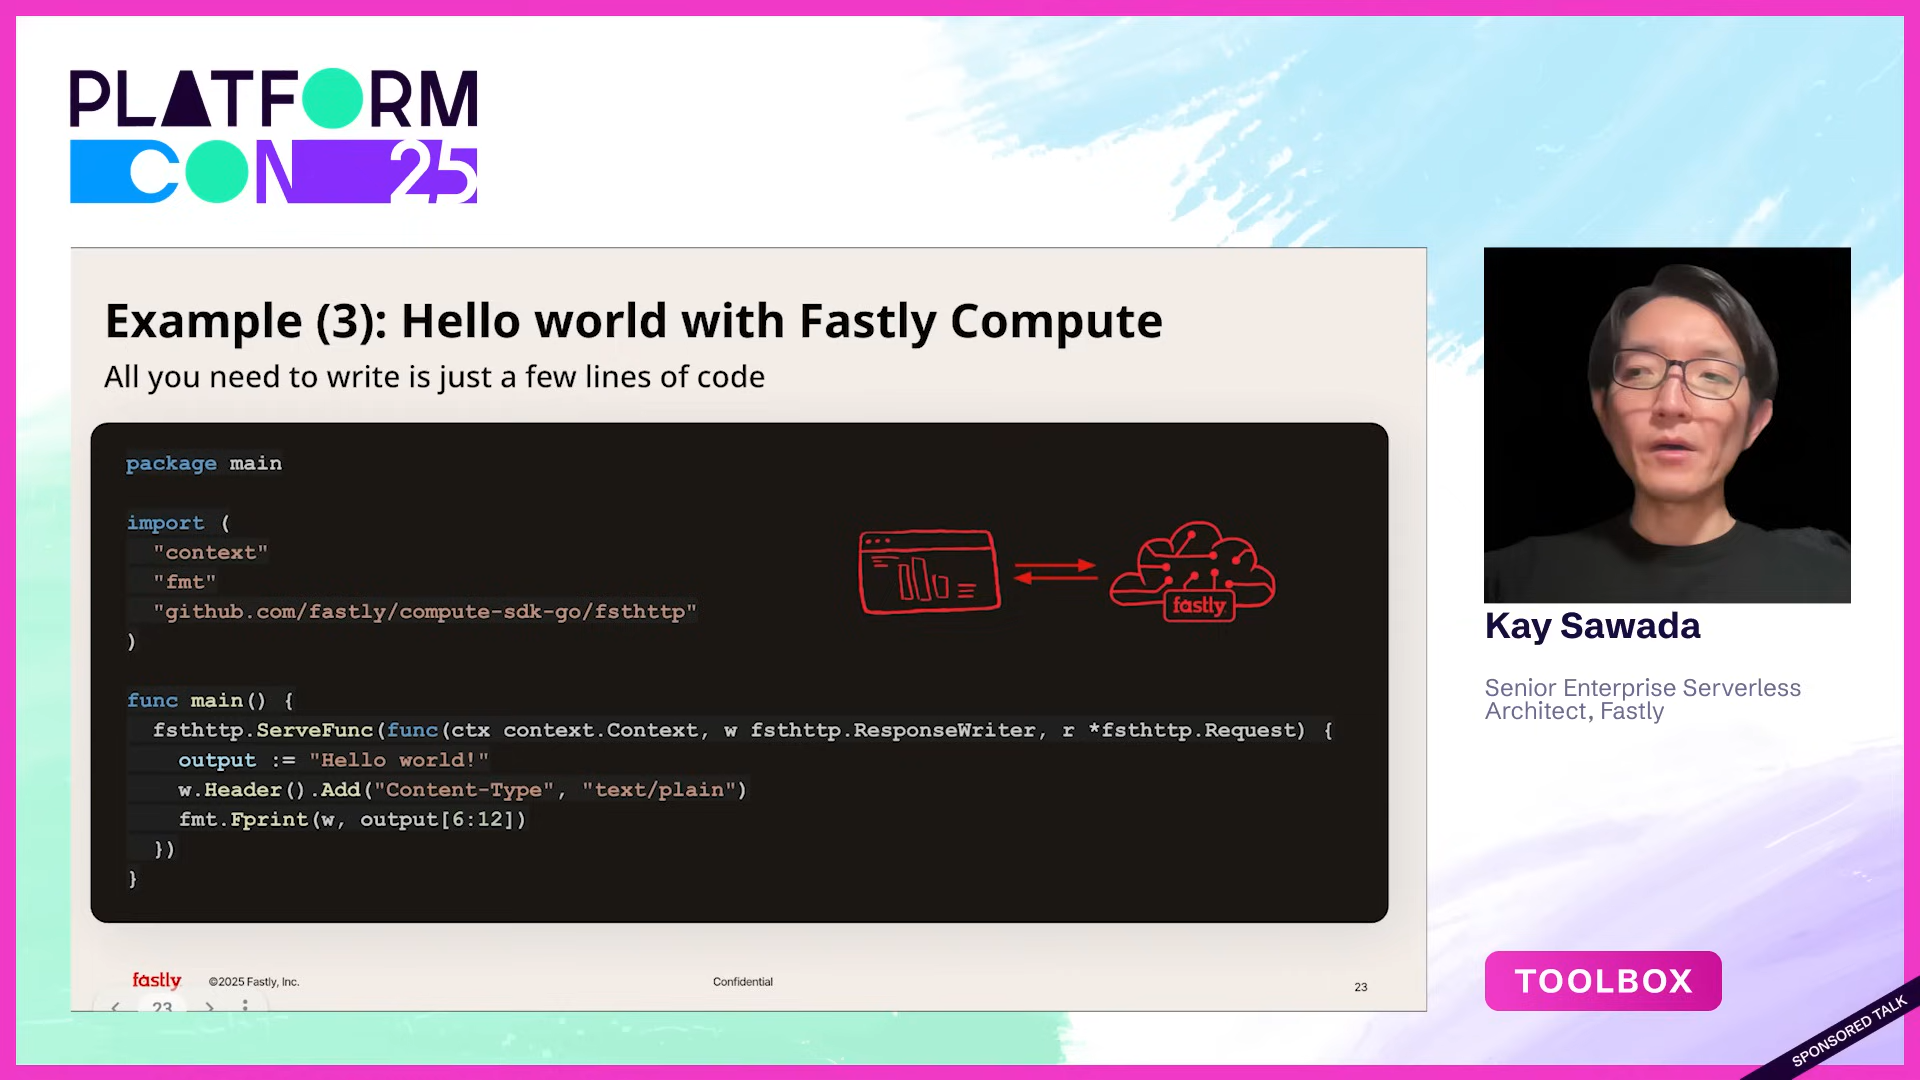 PLATFORM
CON 25
Example (3): Hello world with Fastly Compute
All you need to write is just a few lines of code
package main
import (
"context"
"fmt"
"github.com/fastly/compute-sdk-go/fsthttp"
)
func main() {
fsthttp.ServeFunc(func(ctx context.Context, w fsthttp.ResponseWriter, r *fsthttp.Request) {
output := "Hello world!"
w.Header().Add("Content-Type", "text/plain")
fmt.Fprint(w, output[6:12])
})
}
fastly
fastly ©2025 Fastly, Inc. Confidential 23
23
Kay Sawada
Senior Enterprise Serverless
Architect, Fastly
TOOLBOX
SPONSORED TALK